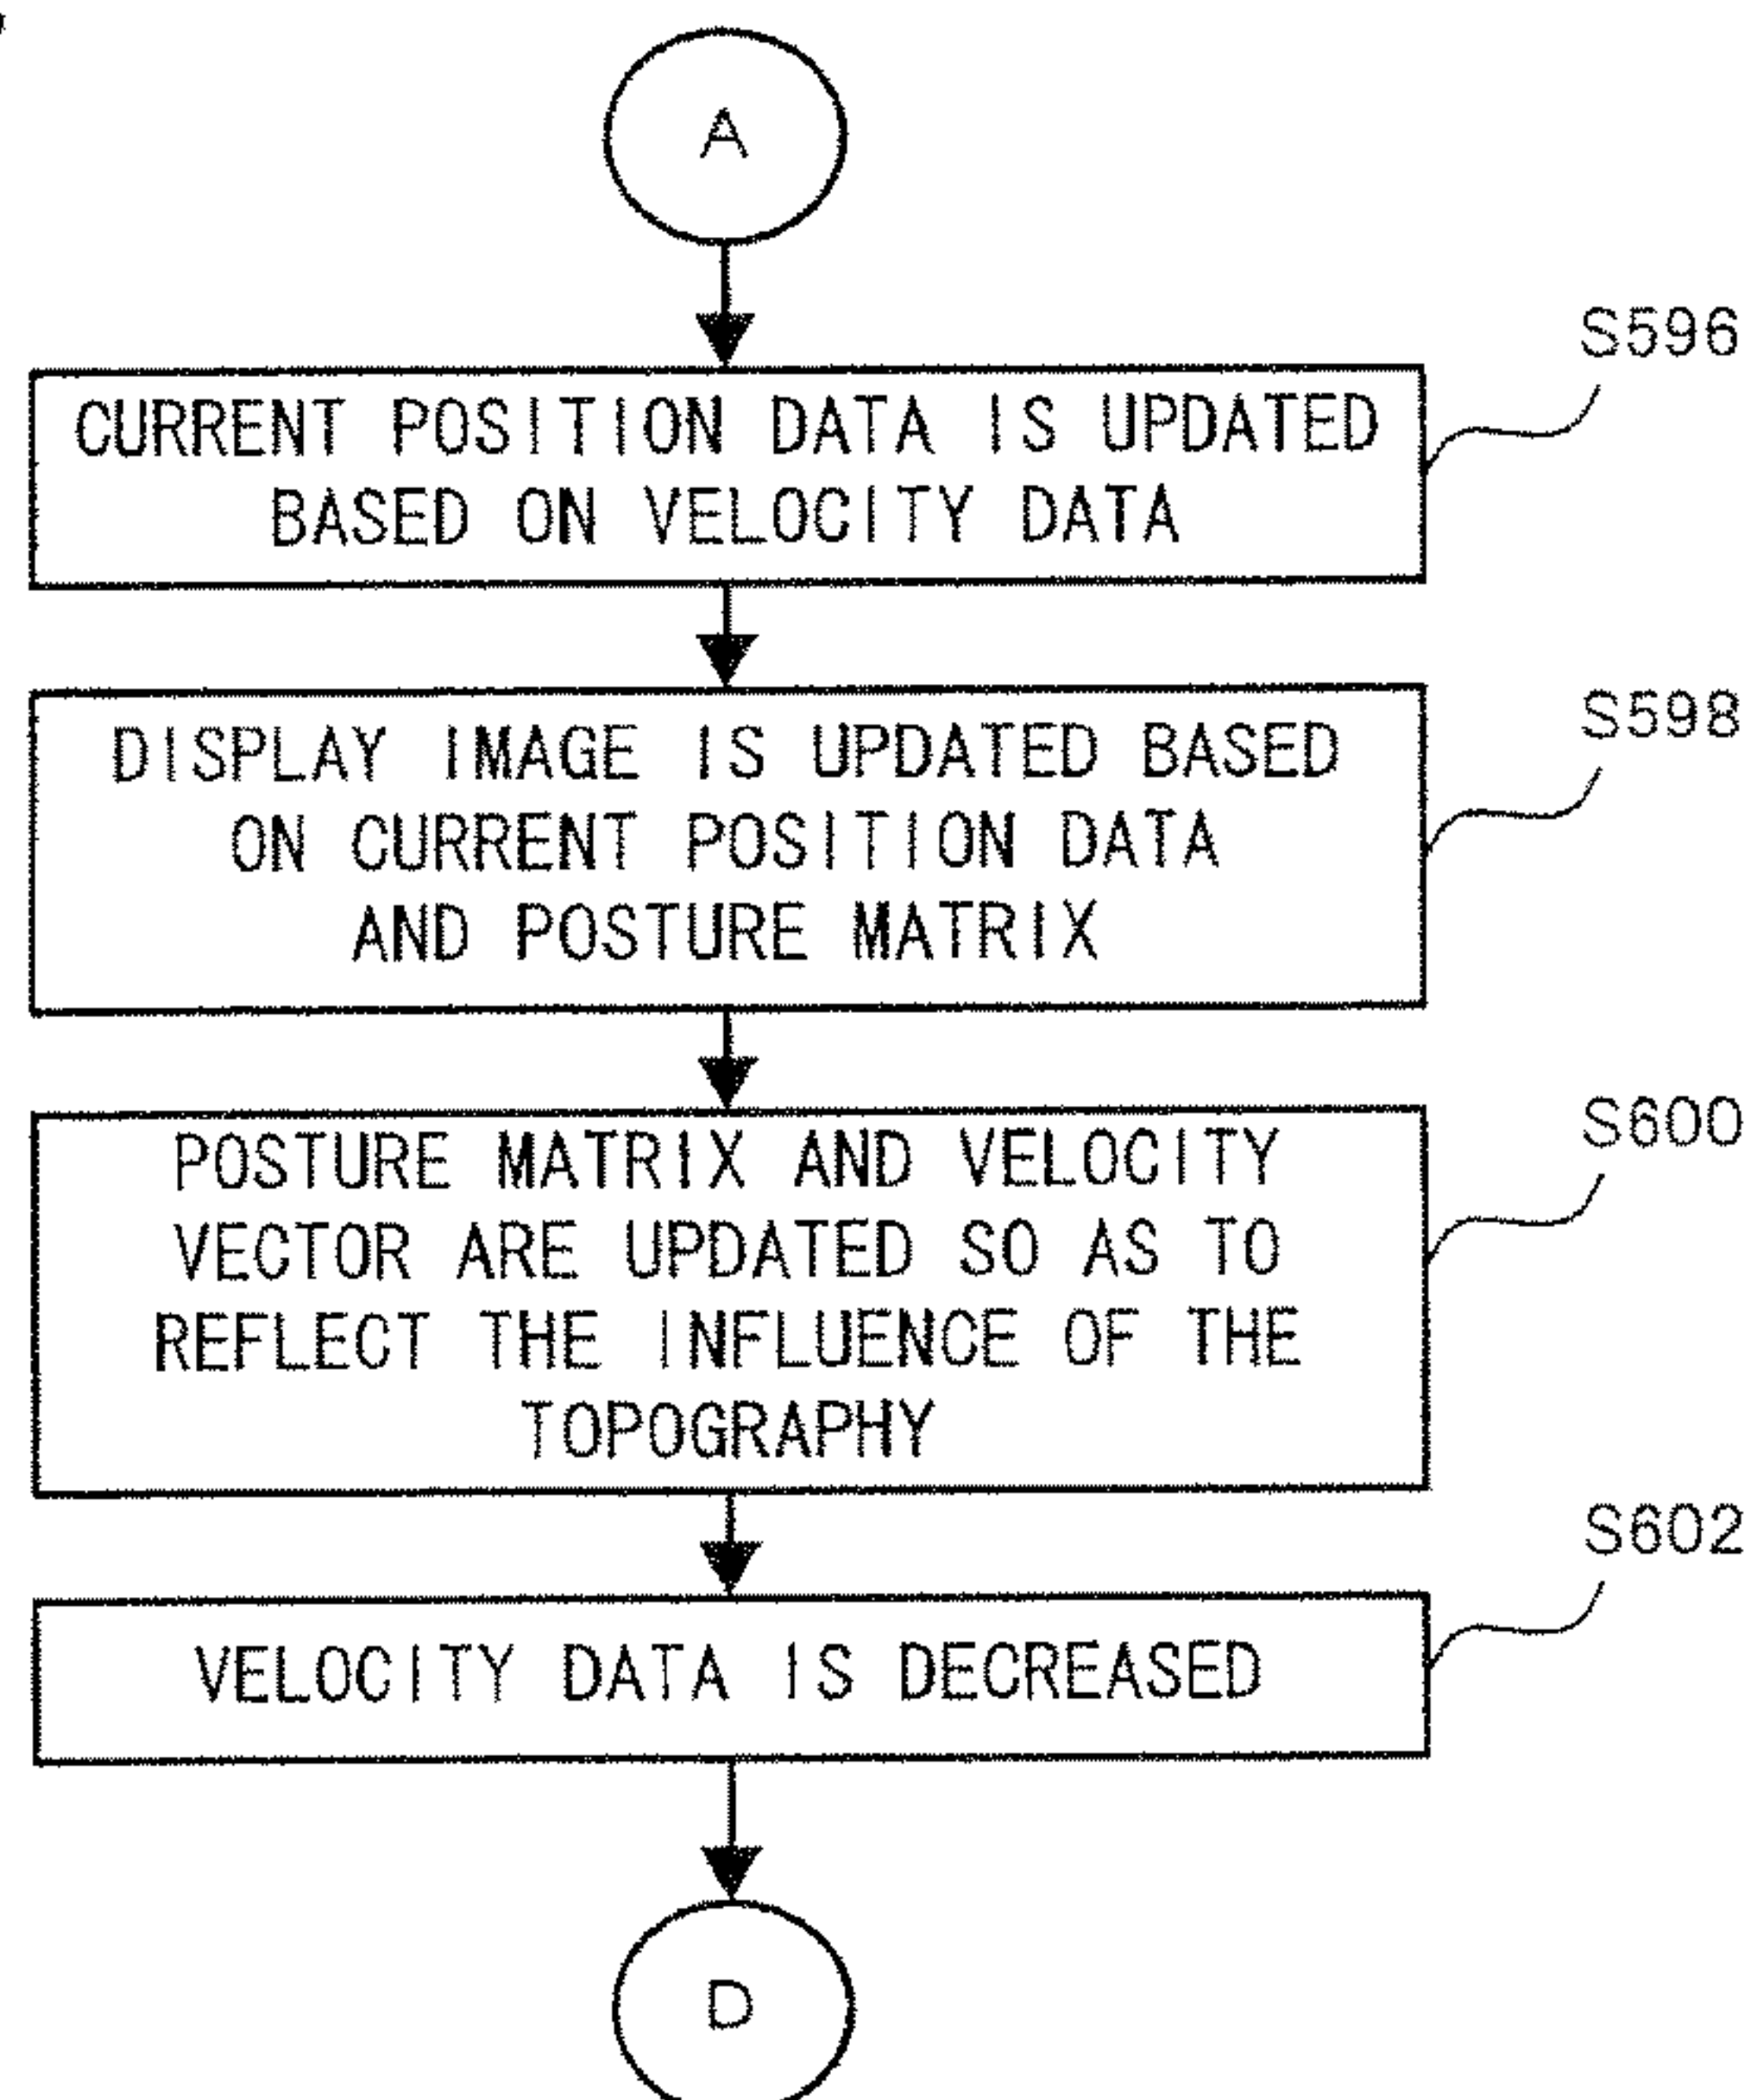 A
S596
CURRENT POSITION DATA IS UPDATED
BASED ON VELOCITY DATA
S598
DISPLAY IMAGE IS UPDATED BASED
ON CURRENT POSITION DATA
AND POSTURE MATRIX
S600
POSTURE MATRIX AND VELOCITY
VECTOR ARE UPDATED SO AS TO
REFLECT THE INFLUENCE OF THE
TOPOGRAPHY
S602
VELOCITY DATA IS DECREASED
D